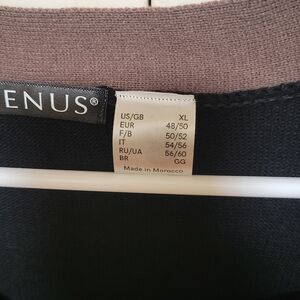 ENUS®
US/GB XL
EUR 48/50
F/B 50/52
IT 54/56
RU/UA 56/60
BR GG
Made in Morocco